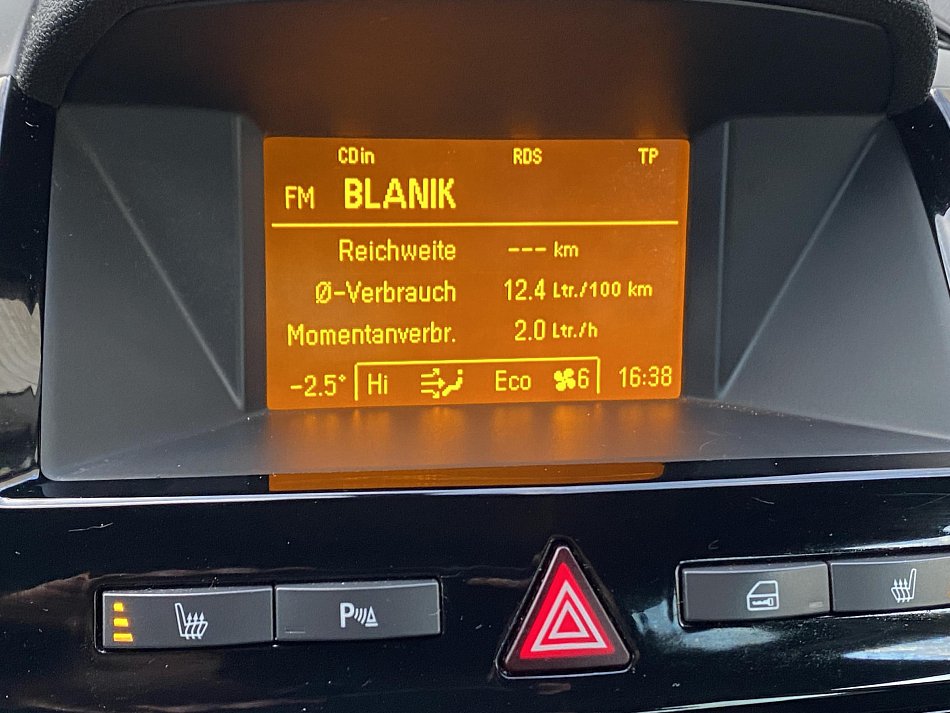 CDin RDS TP
FM BLANIK
Reichweite --- km
Ø-Verbrauch 12.4 Ltr./100 km
Momentanverbr. 2.0 Ltr./h
-2.5° Hi Eco 6 16:38
P